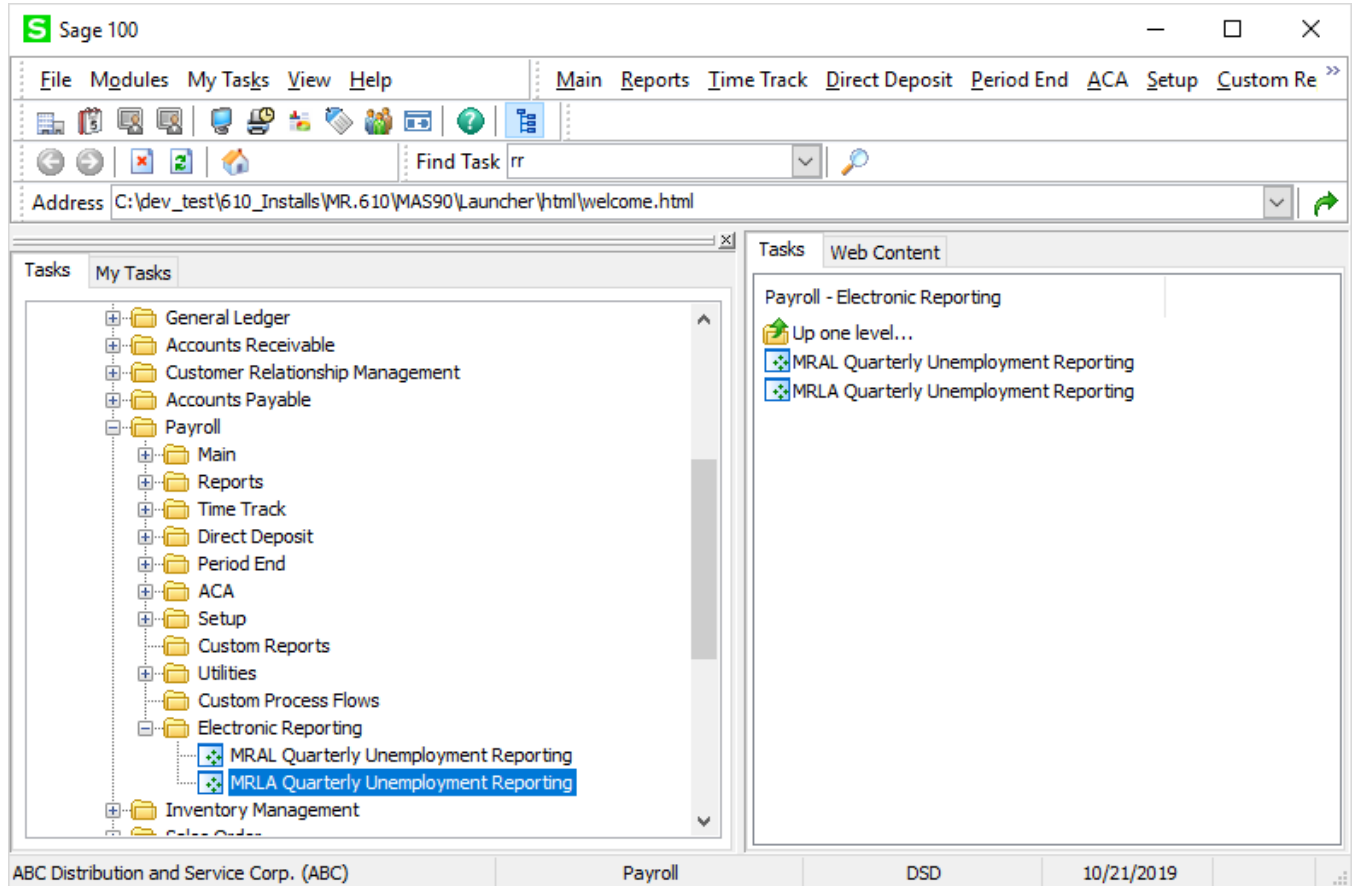 S Sage 100
File Modules My Tasks View Help Main Reports Time Track Direct Deposit Period End ACA Setup Custom Re
Find Task rr
Address C:\dev_test\610_Installs\MR.610\MAS90\Launcher\html\welcome.html
Tasks My Tasks
General Ledger
Accounts Receivable
Customer Relationship Management
Accounts Payable
Payroll
Main
Reports
Time Track
Direct Deposit
Period End
ACA
Setup
Custom Reports
Utilities
Custom Process Flows
Electronic Reporting
MRAL Quarterly Unemployment Reporting
MRLA Quarterly Unemployment Reporting
Inventory Management
Sales Order
Tasks Web Content
Payroll - Electronic Reporting
Up one level...
MRAL Quarterly Unemployment Reporting
MRLA Quarterly Unemployment Reporting
ABC Distribution and Service Corp. (ABC) Payroll DSD 10/21/2019